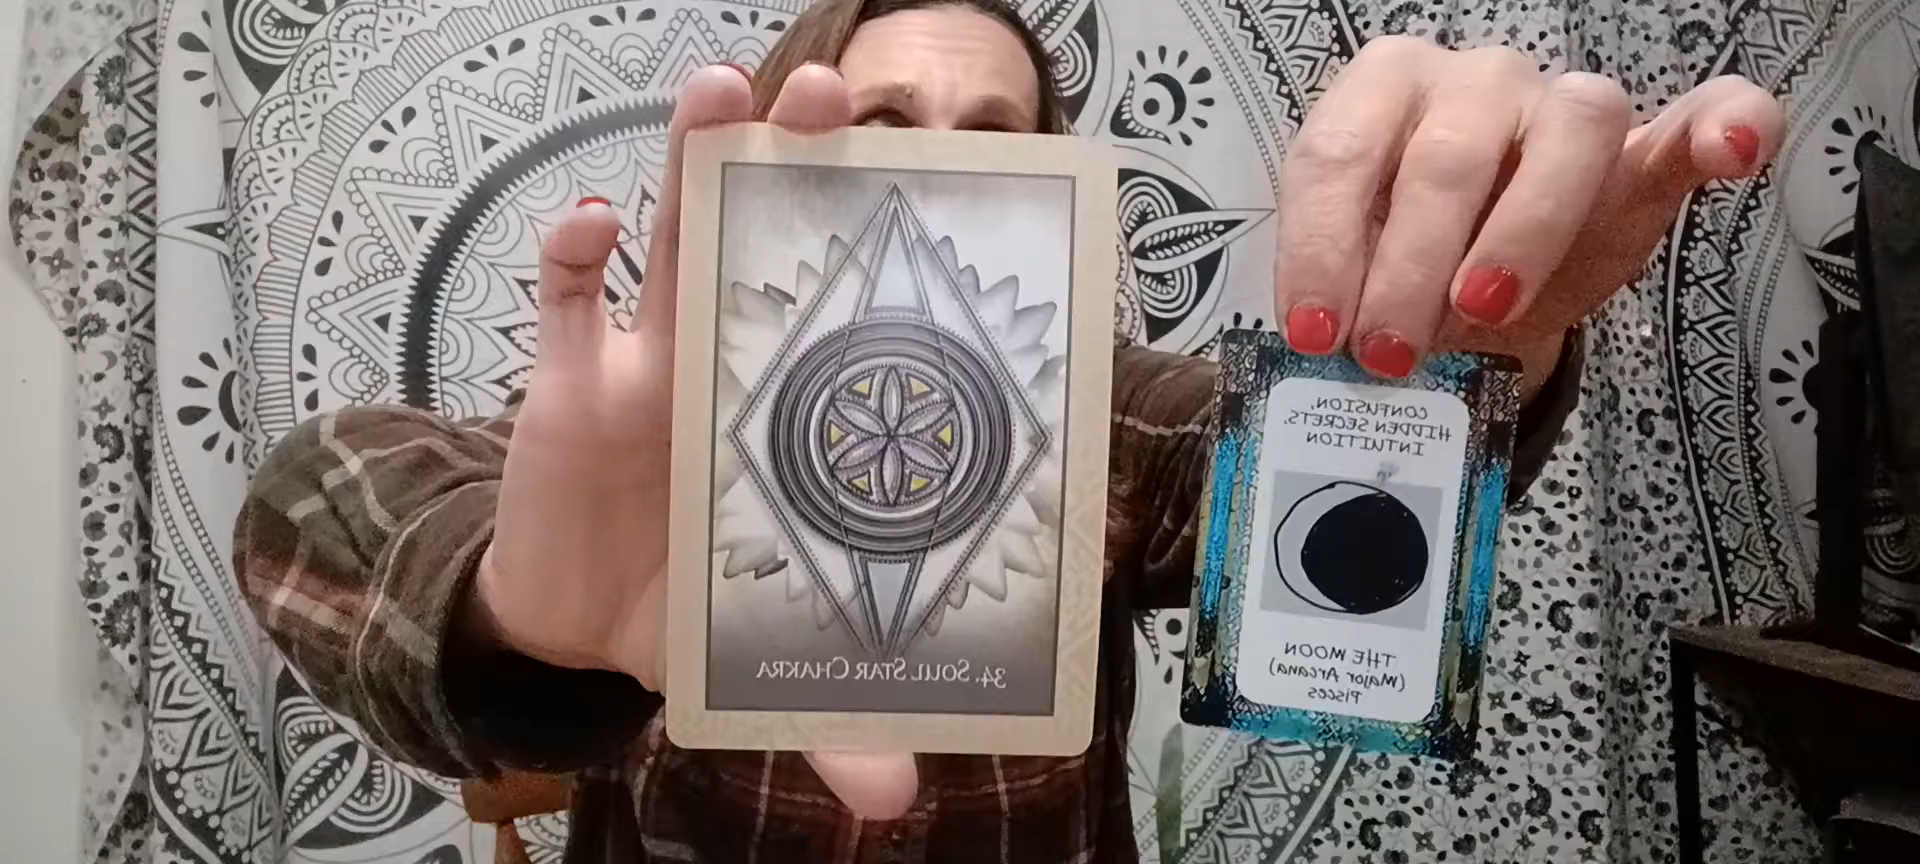 34. SOUL STAR CHAKRA
CONFUSION,
HIDDEN SECRETS,
INTUITION
THE MOON
(Major Arcana)
Pisces